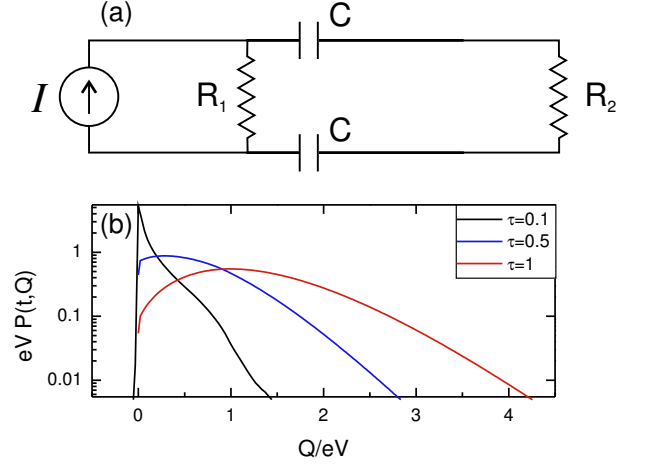 (a)
C
I
R₁
R₂
C
(b)
τ=0.1
τ=0.5
τ=1
eV P(t,Q)
1
0.1
0.01
0 1 2 3 4
Q/eV